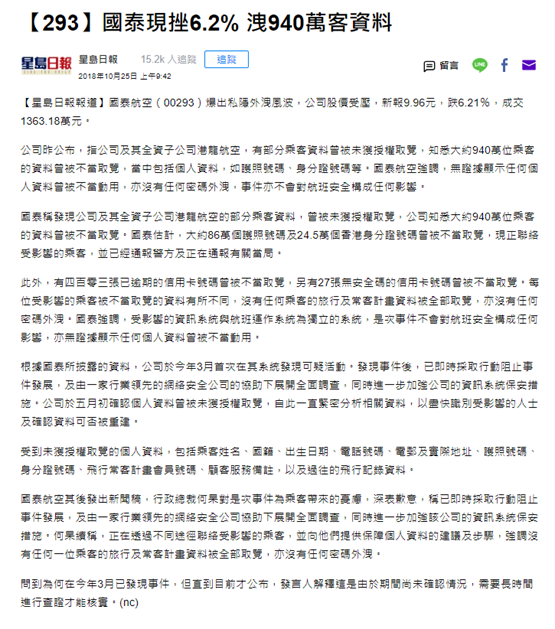 【293】國泰現挫6.2% 洩940萬客資料
星島日報
星島日報
15.2k 人追蹤
追蹤
2018年10月25日 上午9:42
留言
LINE
【星島日報報道】國泰航空（00293）爆出私隱外洩風波，公司股價受壓，新報9.96元，跌6.21%，成交
1363.18萬元。
公司昨公布，指公司及其全資子公司港龍航空，有部分乘客資料曾被未獲授權取覽，知悉大約940萬位乘客
的資料曾被不當取覽，當中包括個人資料，如護照號碼、身分證號碼等。國泰航空強調，無證據顯示任何個
人資料曾被不當動用，亦沒有任何密碼外洩，事件亦不會對航班安全構成任何影響。
國泰稱發現公司及其全資子公司港龍航空的部分乘客資料，曾被未獲授權取覽，公司知悉大約940萬位乘客
的資料曾被不當取覽。國泰估計，大約86萬個護照號碼及24.5萬個香港身分證號碼曾被不當取覽，現正聯絡
受影響的乘客，並已經通報警方及正在通報有關當局。
此外，有四百零三張已逾期的信用卡號碼曾被不當取覽，另有27張無安全碼的信用卡號碼曾被不當取覽。每
位受影響的乘客被不當取覽的資料有所不同，沒有任何乘客的旅行及常客計畫資料被全部取覽，亦沒有任何
密碼外洩。國泰強調，受影響的資訊系統與航班運作系統為獨立的系統，是次事件不會對航班安全構成任何
影響，亦無證據顯示任何個人資料曾被不當動用。
根據國泰所披露的資料，公司於今年3月首次在其系統發現可疑活動。發現事件後，已即時採取行動阻止事
件發展，及由一家行業領先的網絡安全公司的協助下展開全面調查，同時進一步加強公司的資訊系統保安措
施。公司於五月初確認個人資料曾被未獲授權取覽，自此一直緊密分析相關資料，以盡快識別受影響的人士
及確認資料可否被重建。
受到未獲授權取覽的個人資料，包括乘客姓名、國籍、出生日期、電話號碼、電郵及實際地址、護照號碼、
身分證號碼、飛行常客計畫會員號碼、顧客服務備註，以及過往的飛行記錄資料。
國泰航空其後發出新聞稿，行政總裁何杲對是次事件為乘客帶來的憂慮，深表歉意，稱已即時採取行動阻止
事件發展，及由一家行業領先的網絡安全公司協助下展開全面調查，同時進一步加強該公司的資訊系統保安
措施。何杲續稱，正在透過不同途徑聯絡受影響的乘客，並向他們提供保障個人資料的建議及步驟，強調沒
有任何一位乘客的旅行及常客計畫資料被全部取覽，亦沒有任何密碼外洩。
問到為何在今年3月已發現事件，但直到目前才公布，發言人解釋這是由於期間尚未確認情況，需要長時間
進行查證才能核實。(nc)